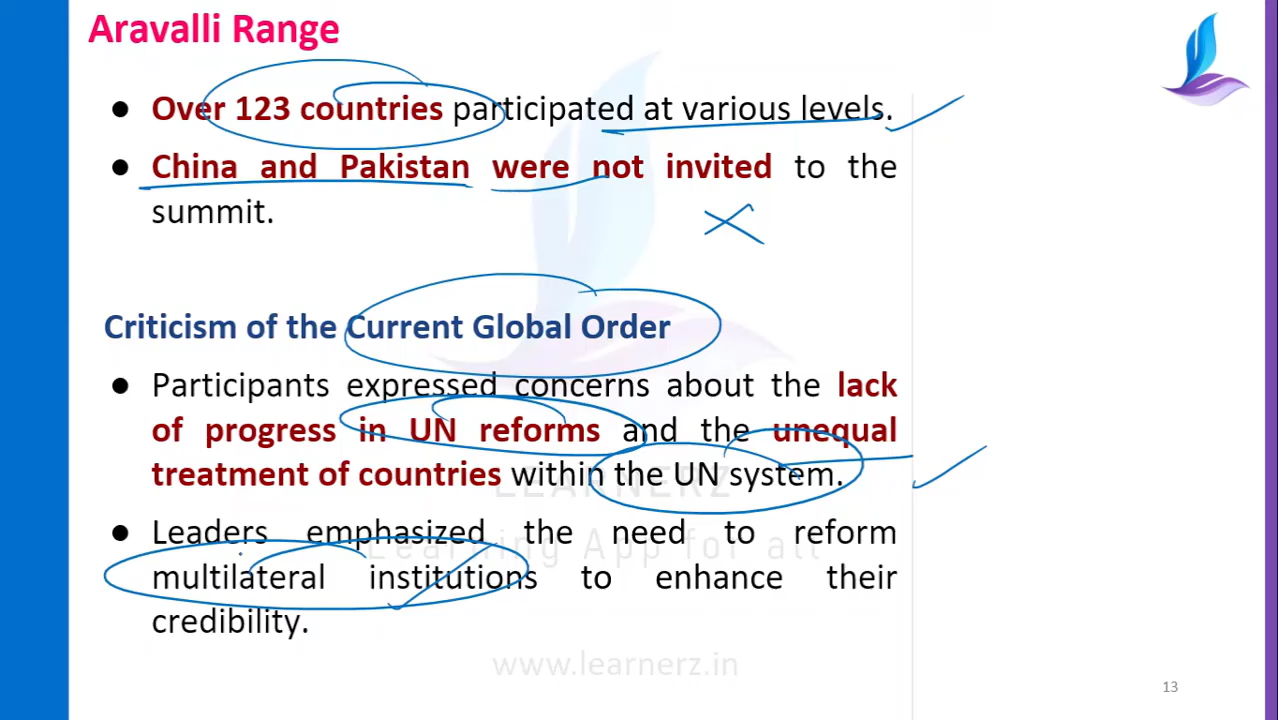 Aravalli Range
● Over 123 countries participated at various levels.
● China and Pakistan were not invited to the
summit.
Criticism of the Current Global Order
● Participants expressed concerns about the lack
of progress in UN reforms and the unequal
treatment of countries within the UN system.
LEARNERZ
● Leaders emphasized the need to reform
Learning App for all
multilateral institutions to enhance their
credibility.
www.learnerz.in
13